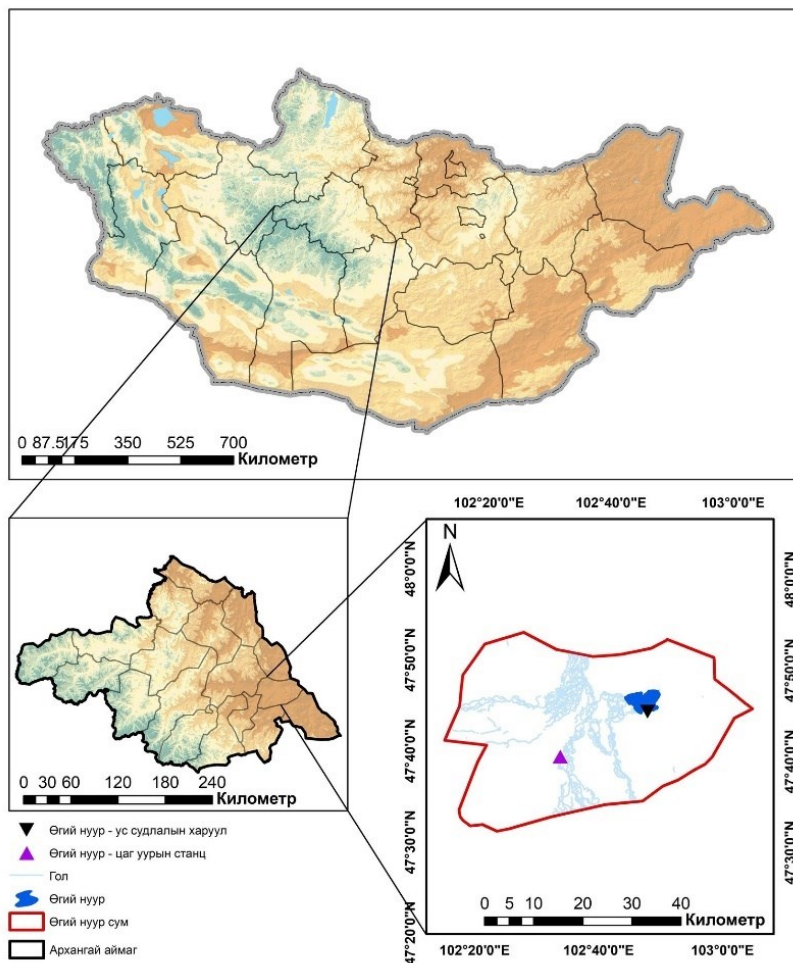 0 87.5175 350 525 700
Километр
102°20'0"E 102°40'0"E 103°0'0"E
N
48°0'0"N
47°50'0"N
47°40'0"N
47°30'0"N
47°20'0"N
48°0'0"N
47°50'0"N
47°40'0"N
47°30'0"N
0 30 60 120 180 240
Километр
Өгий нуур - ус судлалын харуул
Өгий нуур - цаг уурын станц
Гол
Өгий нуур
Өгий нуур сум
Архангай аймаг
0 5 10 20 30 40
Километр
102°20'0"E 102°40'0"E 103°0'0"E